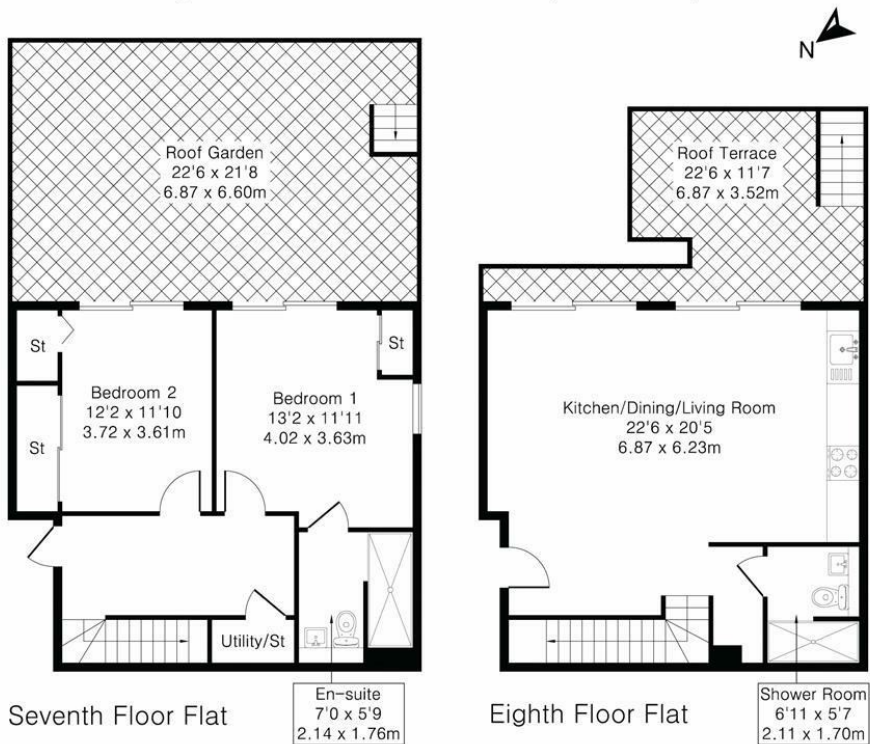 N
Roof Garden
22'6 x 21'8
6.87 x 6.60m
St
St
St
Bedroom 2
12'2 x 11'10
3.72 x 3.61m
Bedroom 1
13'2 x 11'11
4.02 x 3.63m
Utility/St
En-suite
7'0 x 5'9
2.14 x 1.76m
Seventh Floor Flat
Roof Terrace
22'6 x 11'7
6.87 x 3.52m
Kitchen/Dining/Living Room
22'6 x 20'5
6.87 x 6.23m
Shower Room
6'11 x 5'7
2.11 x 1.70m
Eighth Floor Flat